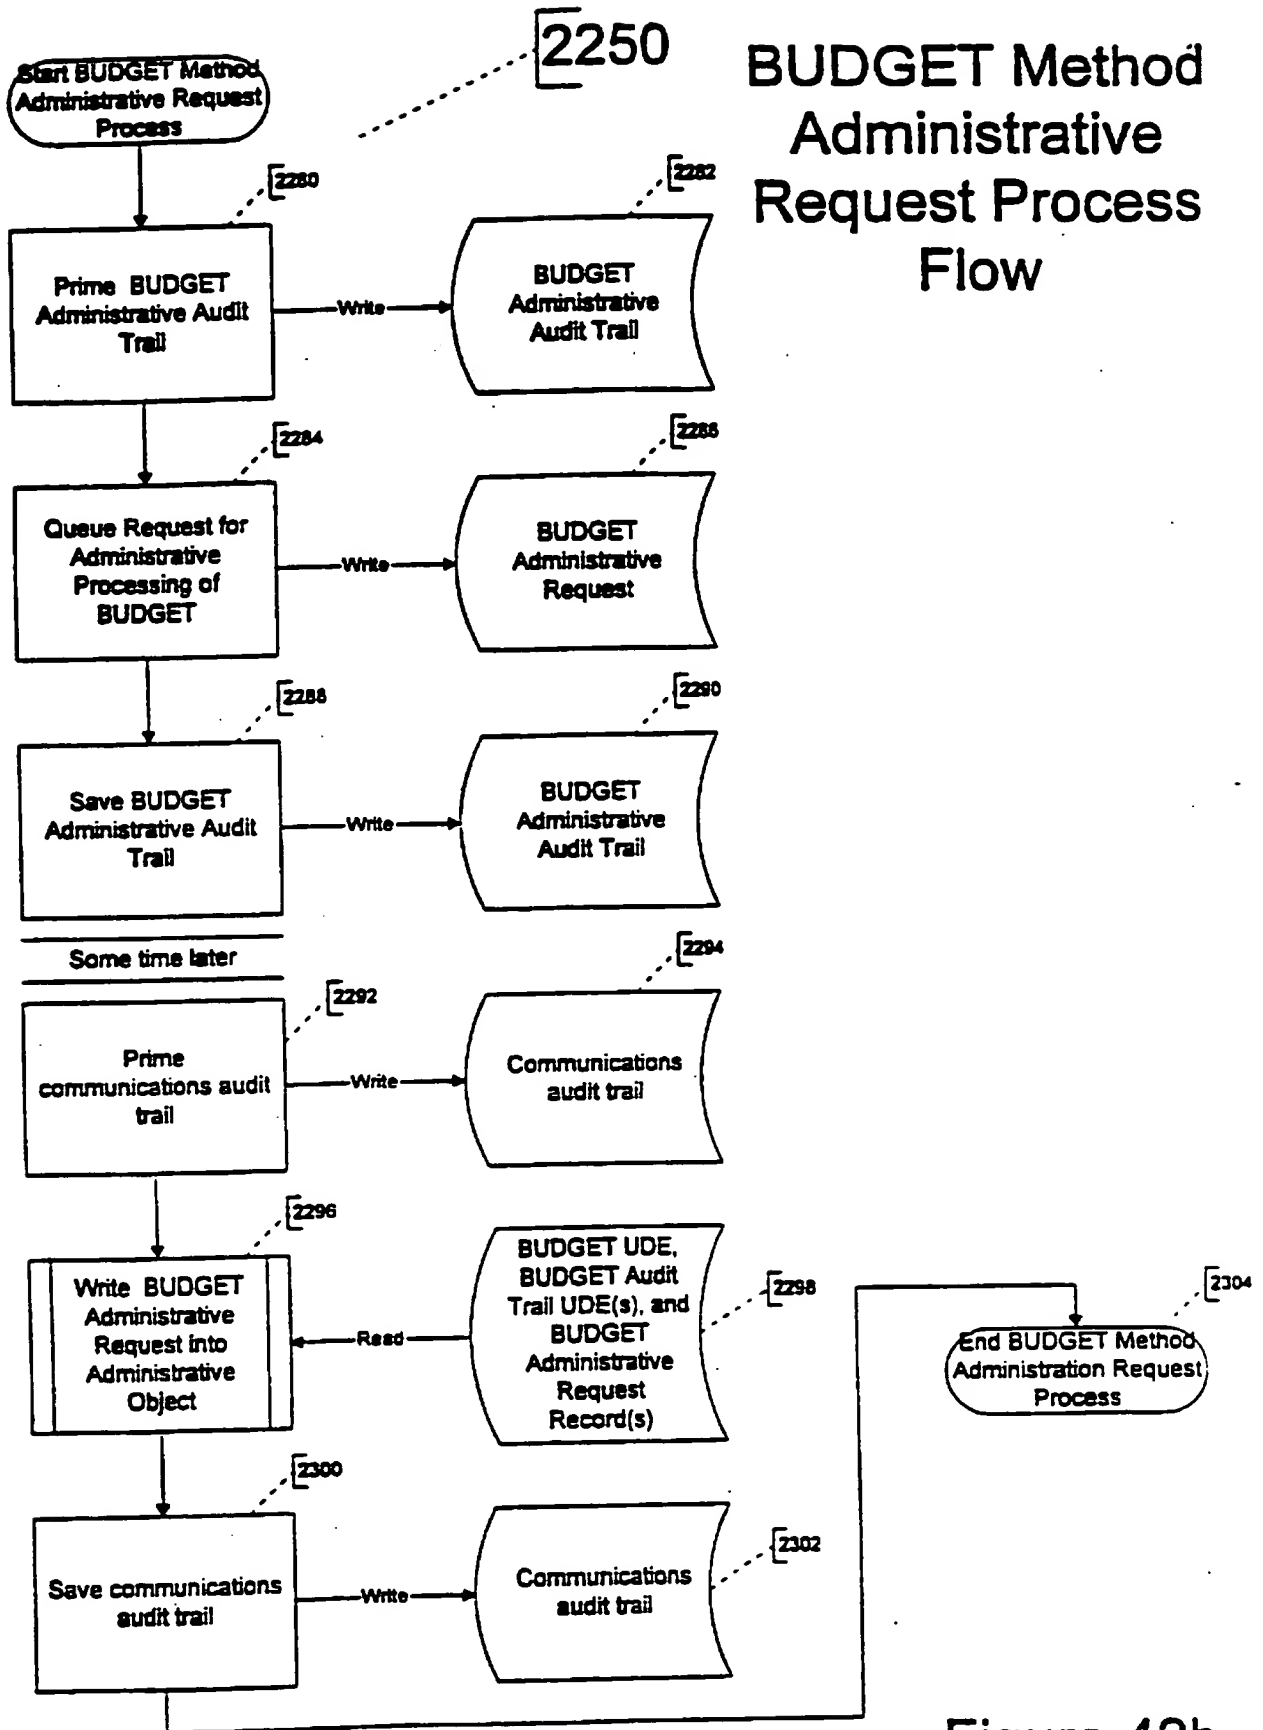 2250
BUDGET Method
Administrative
Request Process
Flow
Start BUDGET Method
Administrative Request
Process
2280
Prime BUDGET
Administrative Audit
Trail
Write
2282
BUDGET
Administrative
Audit Trail
2284
Queue Request for
Administrative
Processing of
BUDGET
Write
2286
BUDGET
Administrative
Request
2288
Save BUDGET
Administrative Audit
Trail
Write
2290
BUDGET
Administrative
Audit Trail
Some time later
2292
Prime
communications audit
trail
Write
2294
Communications
audit trail
2296
Write BUDGET
Administrative
Request into
Administrative
Object
Read
BUDGET UDE,
BUDGET Audit
Trail UDE(s), and
BUDGET
Administrative
Request
Record(s)
2298
2300
Save communications
audit trail
Write
Communications
audit trail
2302
2304
End BUDGET Method
Administration Request
Process